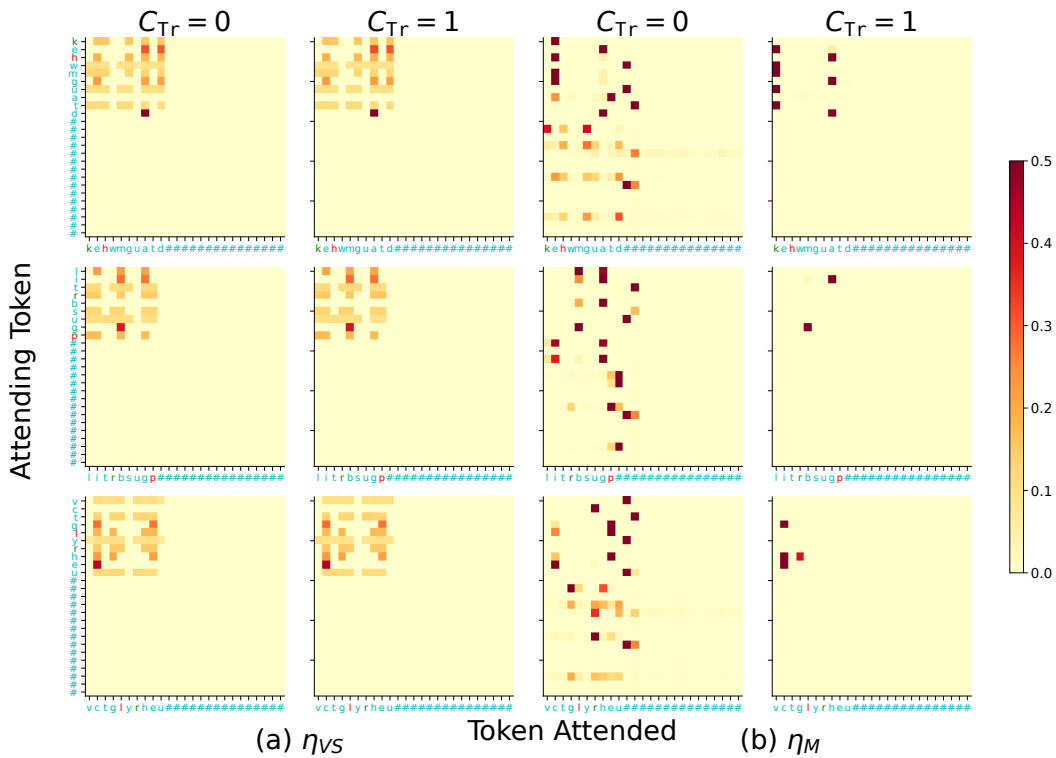 C_Tr = 0
C_Tr = 1
C_Tr = 0
C_Tr = 1
Attending Token
k e h w m g u a t d # # # # # # # # # # # # # # #
k e h w m g u a t d # # # # # # # # # # # # # # #
k e h w m g u a t d # # # # # # # # # # # # # # #
k e h w m g u a t d # # # # # # # # # # # # # # #
k e h w m g u a t d # # # # # # # # # # # # # # #
l i t r b s u g p # # # # # # # # # # # # # # # #
l i t r b s u g p # # # # # # # # # # # # # # # #
l i t r b s u g p # # # # # # # # # # # # # # # #
l i t r b s u g p # # # # # # # # # # # # # # # #
l i t r b s u g p # # # # # # # # # # # # # # # #
v c t g l y r h e u # # # # # # # # # # # # # # #
v c t g l y r h e u # # # # # # # # # # # # # # #
v c t g l y r h e u # # # # # # # # # # # # # # #
v c t g l y r h e u # # # # # # # # # # # # # # #
v c t g l y r h e u # # # # # # # # # # # # # # #
0.5
0.4
0.3
0.2
0.1
0.0
Token Attended
(a) η_VS
(b) η_M